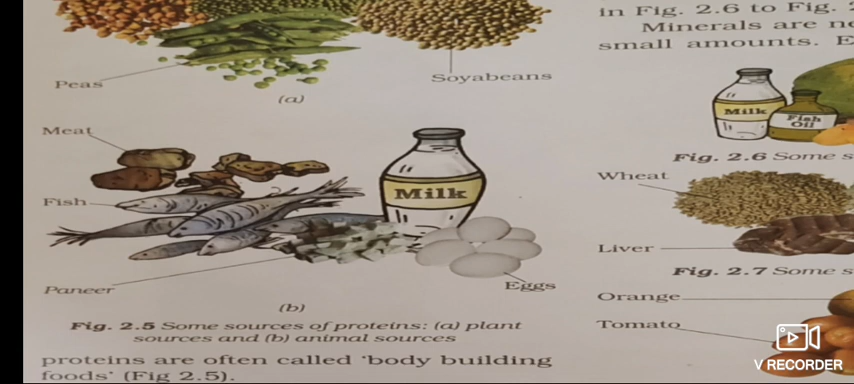 Peas
Soyabeans
(a)
Meat
Milk
Fish
Paneer
Eggs
(b)
Fig. 2.5 Some sources of proteins: (a) plant
sources and (b) animal sources
proteins are often called 'body building
foods' (Fig 2.5).
in Fig. 2.6 to Fig. 2
Minerals are
small amounts.
Milk
Fish
Oil
Fig. 2.6 Some
Wheat
Liver
Fig. 2.7 Some
Orange
Tomato
V RECORDER